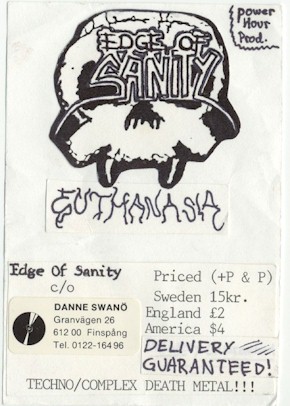 power
Hour
Prod.
EDGE OF
SANITY
EUTHANASIA
Edge Of Sanity
c/o
DANNE SWANÖ
Granvägen 26
612 00 Finspång
Tel. 0122-164 96
Priced (+P & P)
Sweden 15kr.
England £2
America $4
DELIVERY
GUARANTEED!
TECHNO/COMPLEX DEATH METAL!!!